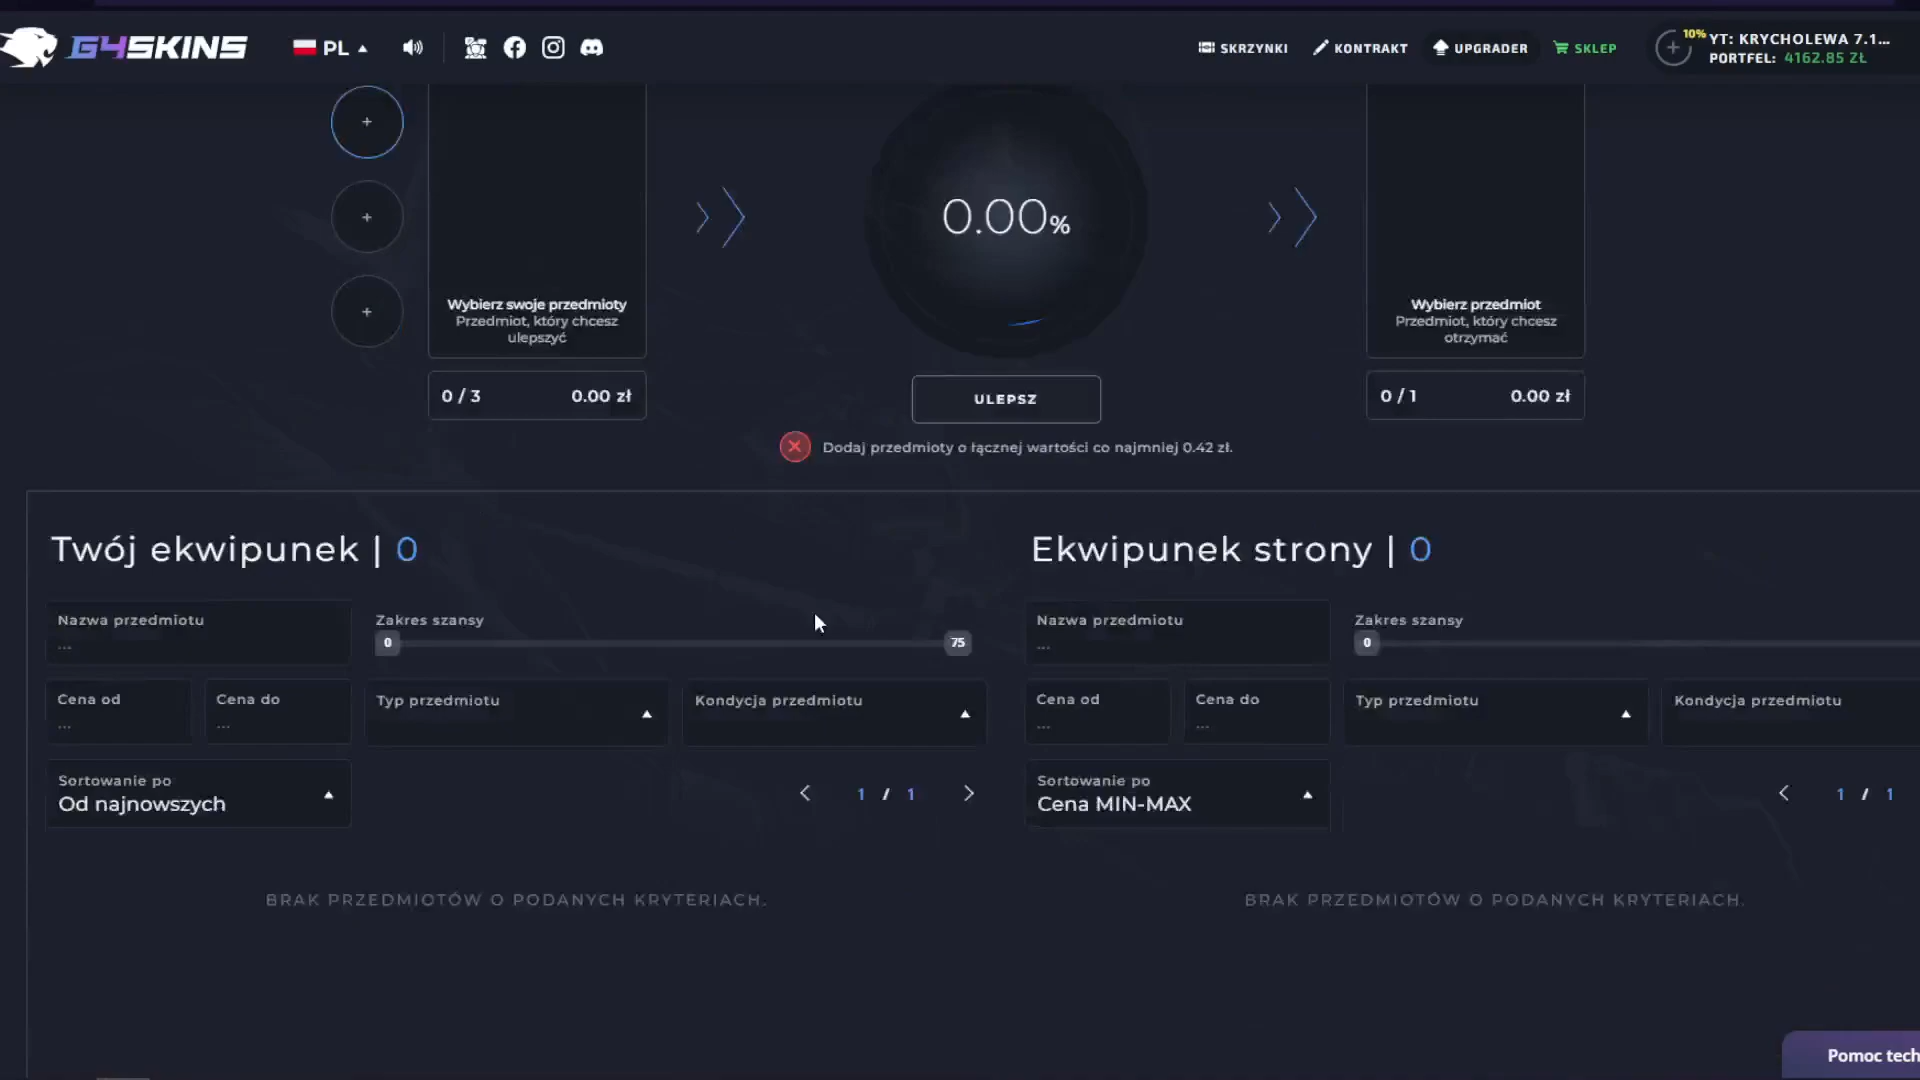 G4SKINS
PL
SKRZYNKI
KONTRAKT
UPGRADER
SKLEP
10%
YT: KRYCHOLEWA 7.1...
PORTFEL: 4162.85 ZŁ
+
+
+
Wybierz swoje przedmioty
Przedmiot, który chcesz
ulepszyć
0 / 3
0.00 zł
0.00%
ULEPSZ
Dodaj przedmioty o łącznej wartości co najmniej 0.42 zł.
Wybierz przedmiot
Przedmiot, który chcesz
otrzymać
0 / 1
0.00 zł
Twój ekwipunek | 0
Nazwa przedmiotu
...
Zakres szansy
0
75
Cena od
...
Cena do
...
Typ przedmiotu
Kondycja przedmiotu
Sortowanie po
Od najnowszych
1 / 1
BRAK PRZEDMIOTÓW O PODANYCH KRYTERIACH.
Ekwipunek strony | 0
Nazwa przedmiotu
...
Zakres szansy
0
Cena od
...
Cena do
...
Typ przedmiotu
Kondycja przedmiotu
Sortowanie po
Cena MIN-MAX
1 / 1
BRAK PRZEDMIOTÓW O PODANYCH KRYTERIACH.
Pomoc tech